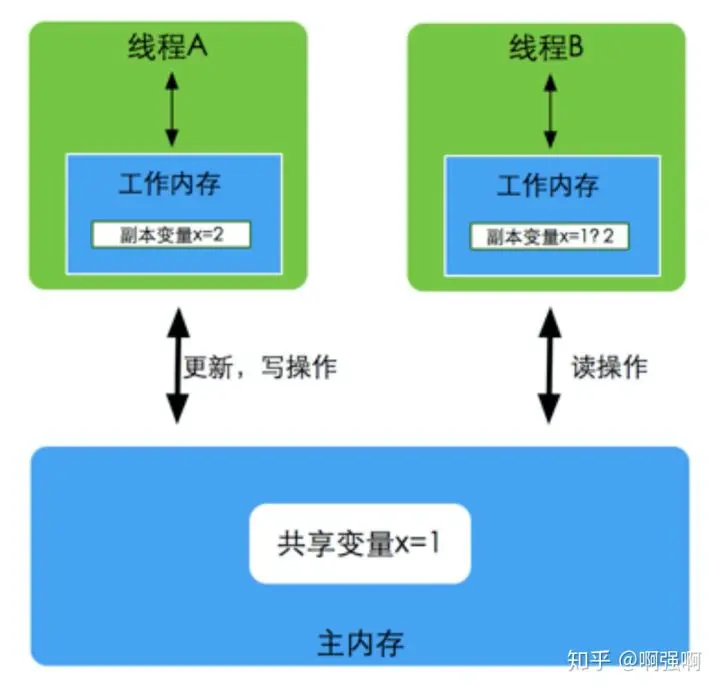 线程A
线程B
工作内存
工作内存
副本变量x=2
副本变量x=1?2
更新，写操作
读操作
共享变量x=1
主内存
知乎 @啊强啊